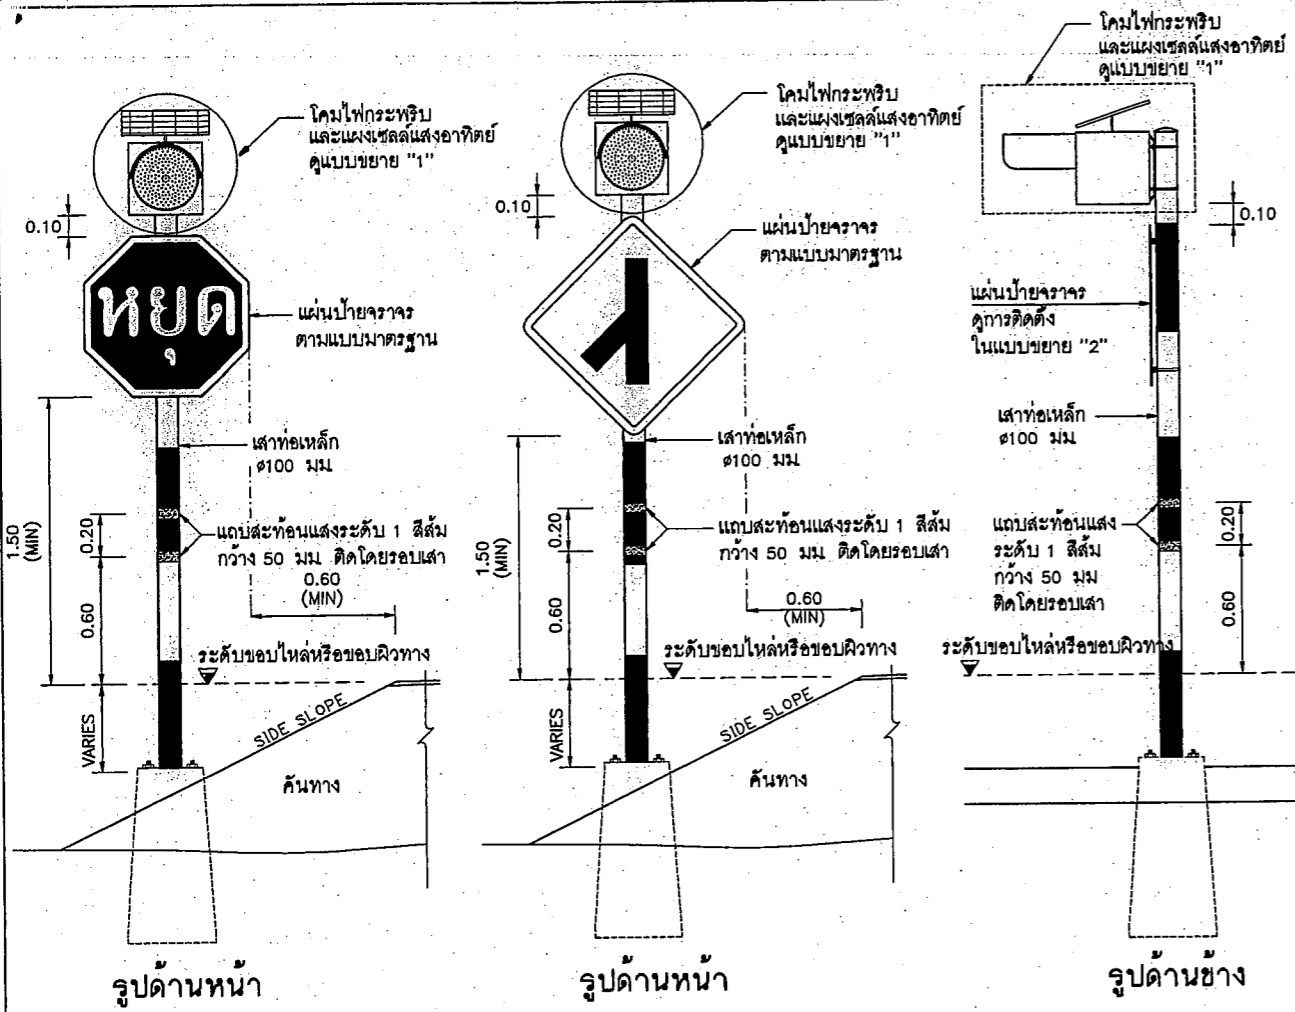 โคมไฟกระพริบ
และแผงเซลล์แสงอาทิตย์
ดูแบบขยาย "1"
0.10
หยุด
แผ่นป้ายจราจร
ตามแบบมาตรฐาน
เสาท่อเหล็ก
ø100 มม
แถบสะท้อนแสงระดับ 1 สีส้ม
กว้าง 50 มม ติดโดยรอบเสา
0.60
(MIN)
1.50
(MIN)
0.20
0.60
ระดับขอบไหล่หรือขอบผิวทาง
VARIES
SIDE SLOPE
คันทาง
รูปด้านหน้า
โคมไฟกระพริบ
และแผงเซลล์แสงอาทิตย์
ดูแบบขยาย "1"
0.10
แผ่นป้ายจราจร
ตามแบบมาตรฐาน
เสาท่อเหล็ก
ø100 มม
แถบสะท้อนแสงระดับ 1 สีส้ม
กว้าง 50 มม ติดโดยรอบเสา
0.60
(MIN)
1.50
(MIN)
0.20
0.60
ระดับขอบไหล่หรือขอบผิวทาง
VARIES
SIDE SLOPE
คันทาง
รูปด้านหน้า
โคมไฟกระพริบ
และแผงเซลล์แสงอาทิตย์
ดูแบบขยาย "1"
0.10
แผ่นป้ายจราจร
ดูการติดตั้ง
ในแบบขยาย "2"
เสาท่อเหล็ก
ø100 มม
แถบสะท้อนแสง
ระดับ 1 สีส้ม
กว้าง 50 มม
ติดโดยรอบเสา
0.20
0.60
ระดับขอบไหล่หรือขอบผิวทาง
รูปด้านข้าง